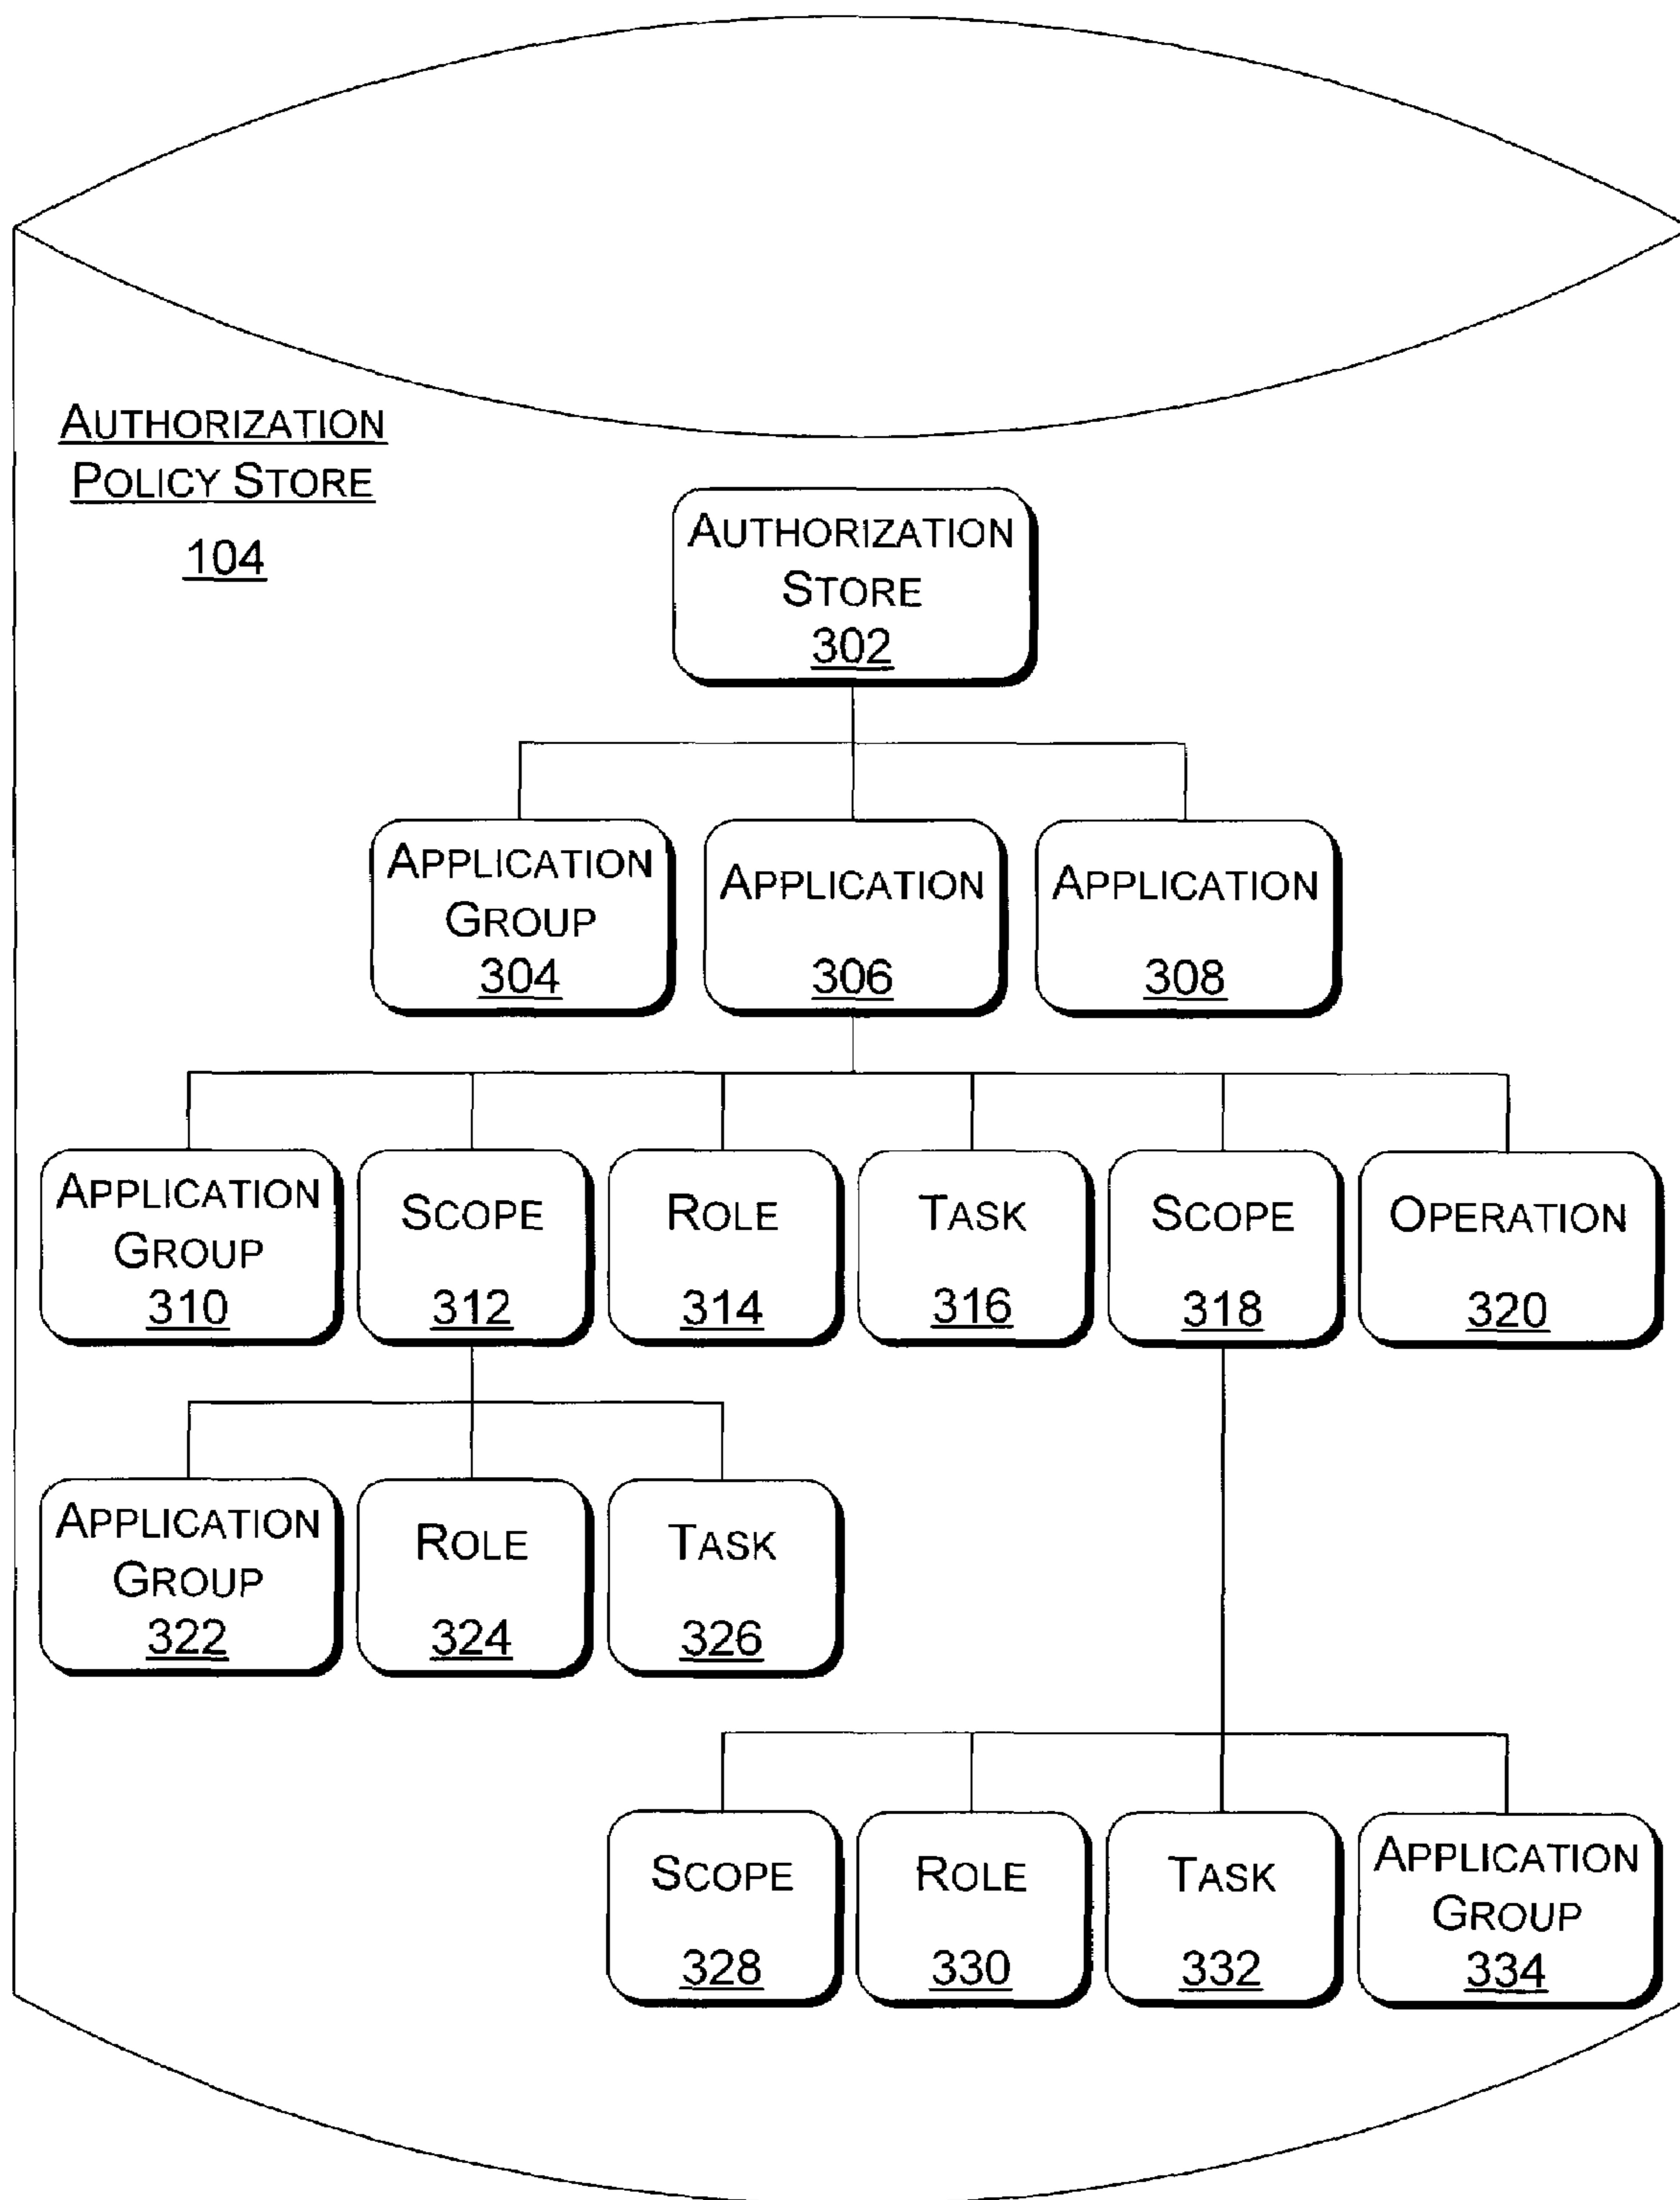 AUTHORIZATION
POLICY STORE
104
AUTHORIZATION
STORE
302
APPLICATION
GROUP
304
APPLICATION
306
APPLICATION
308
APPLICATION
GROUP
310
SCOPE
312
ROLE
314
TASK
316
SCOPE
318
OPERATION
320
APPLICATION
GROUP
322
ROLE
324
TASK
326
SCOPE
328
ROLE
330
TASK
332
APPLICATION
GROUP
334